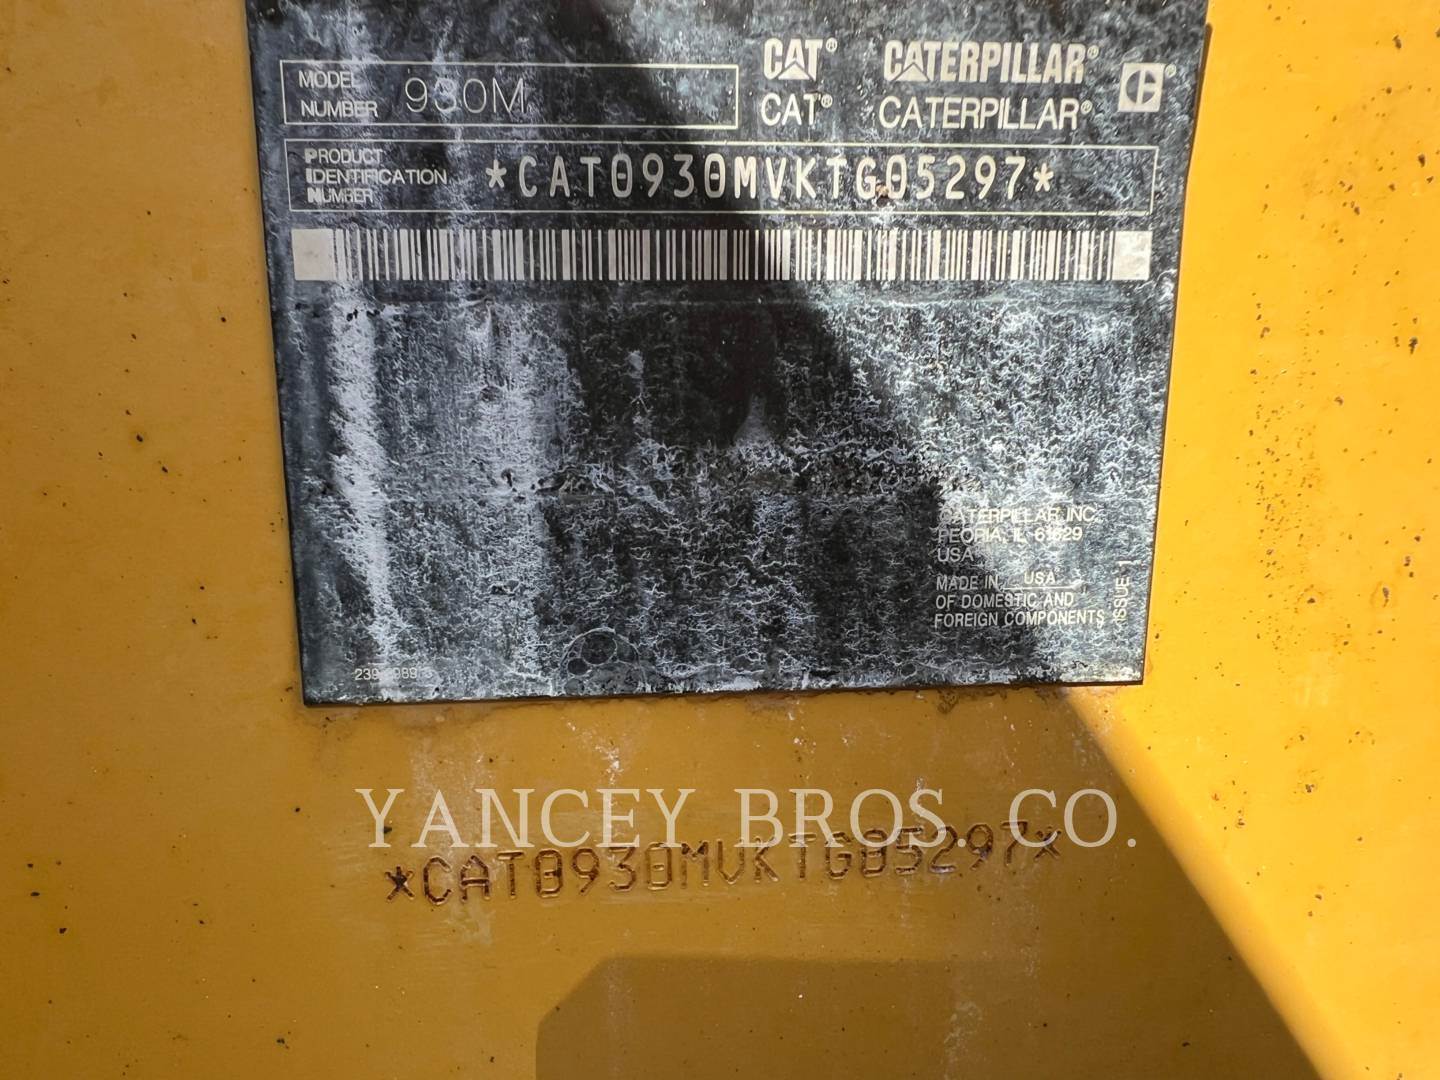 MODEL NUMBER 930M
CAT® CATERPILLAR®
CAT® CATERPILLAR®
PRODUCT
IDENTIFICATION
NUMBER
*CAT0930MVKTG05297*
CATERPILLAR INC.
PEORIA, IL 61629
USA
MADE IN USA
OF DOMESTIC AND
FOREIGN COMPONENTS
ISSUE 1
YANCEY BROS. CO.
*CAT0930MVKTG05297*